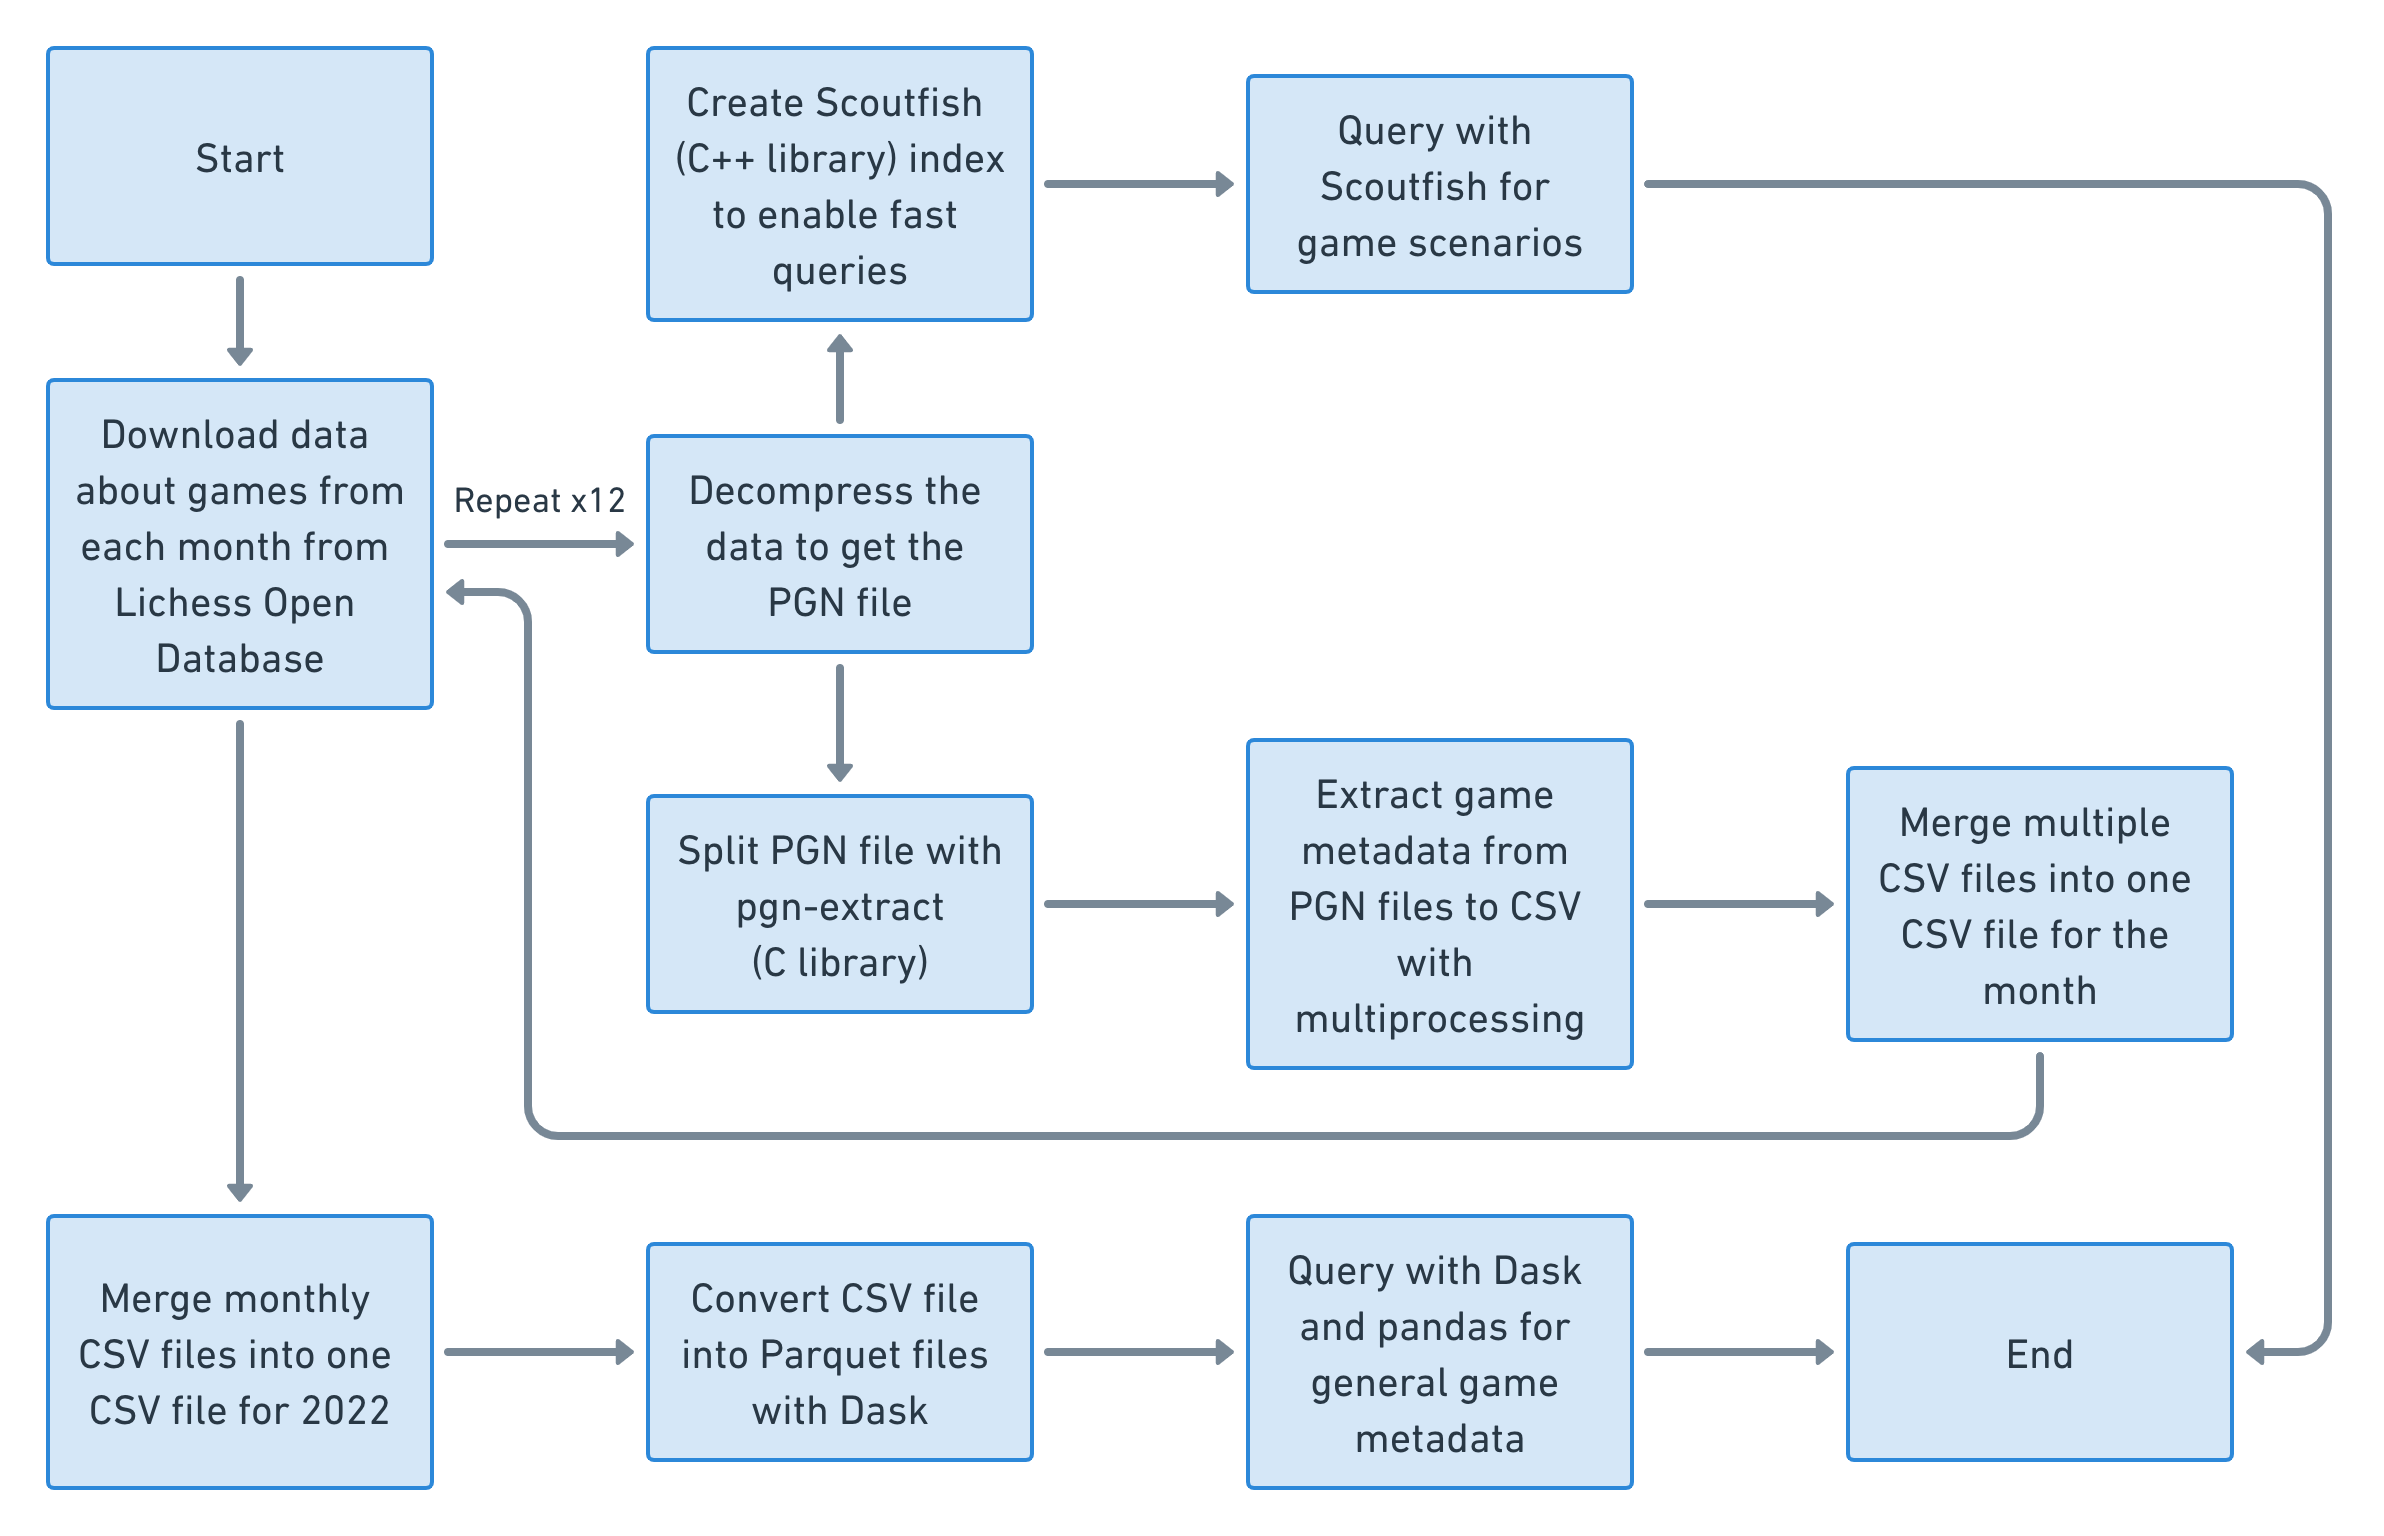 Start
Download data
about games from
each month from
Lichess Open
Database
Repeat x12
Decompress the
data to get the
PGN file
Create Scoutfish
(C++ library) index
to enable fast
queries
Query with
Scoutfish for
game scenarios
Split PGN file with
pgn-extract
(C library)
Extract game
metadata from
PGN files to CSV
with
multiprocessing
Merge multiple
CSV files into one
CSV file for the
month
Merge monthly
CSV files into one
CSV file for 2022
Convert CSV file
into Parquet files
with Dask
Query with Dask
and pandas for
general game
metadata
End